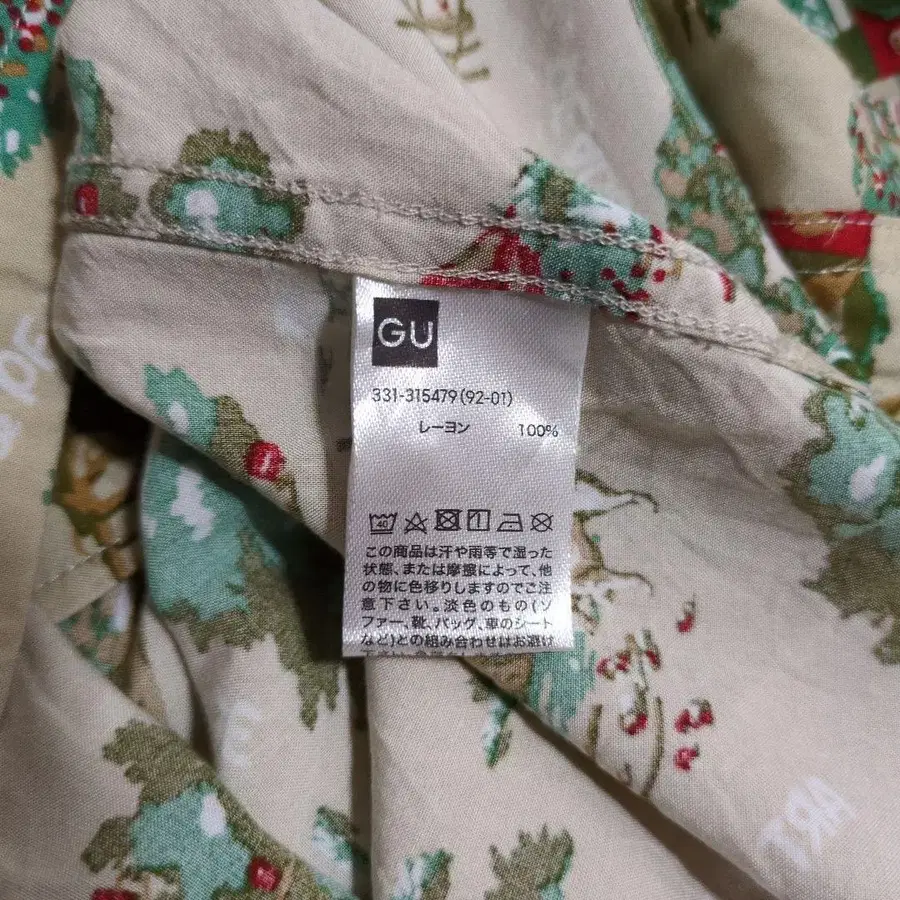 GU
331-315479(92-01)
レーヨン 100%
40
この商品は汗や雨等で湿った
状態、または摩擦によって、他
の物に色移りしますのでご注
意下さい。淡色のもの(ソ
ファー、靴、バッグ、車のシート
など)との組み合わせはお避け
ART